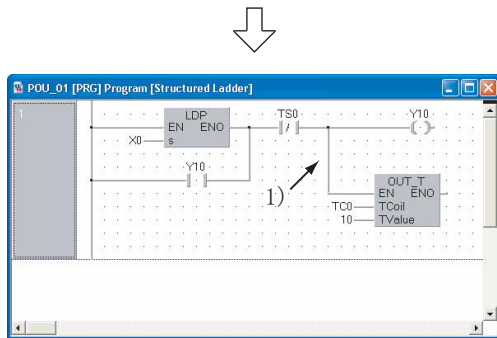 POU_01 [PRG] Program [Structured Ladder]
1
LDP
EN ENO
X0 s
TS0
Y10
Y10
1)
OUT_T
EN ENO
TC0 TCoil
10 TValue